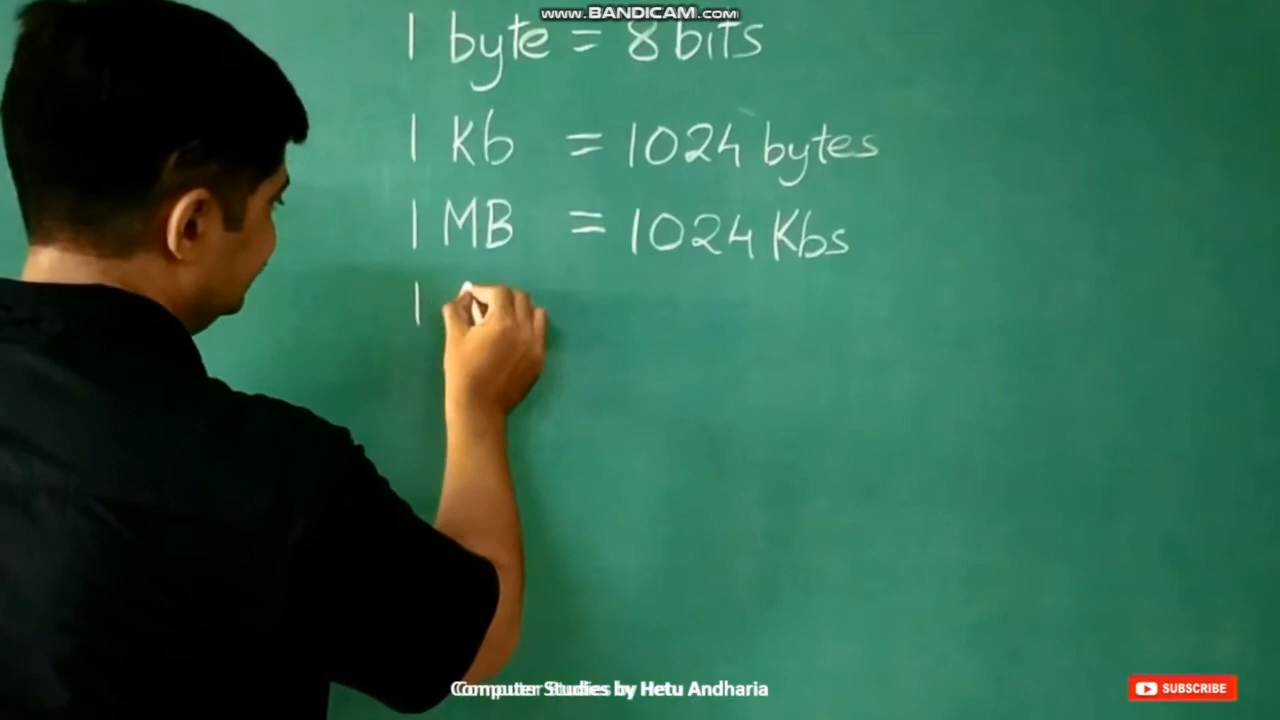 www.BANDICAM.com
1 byte = 8 bits
1 Kb = 1024 bytes
1 MB = 1024 Kbs
1
Computer Studies by Hetu Andharia
SUBSCRIBE